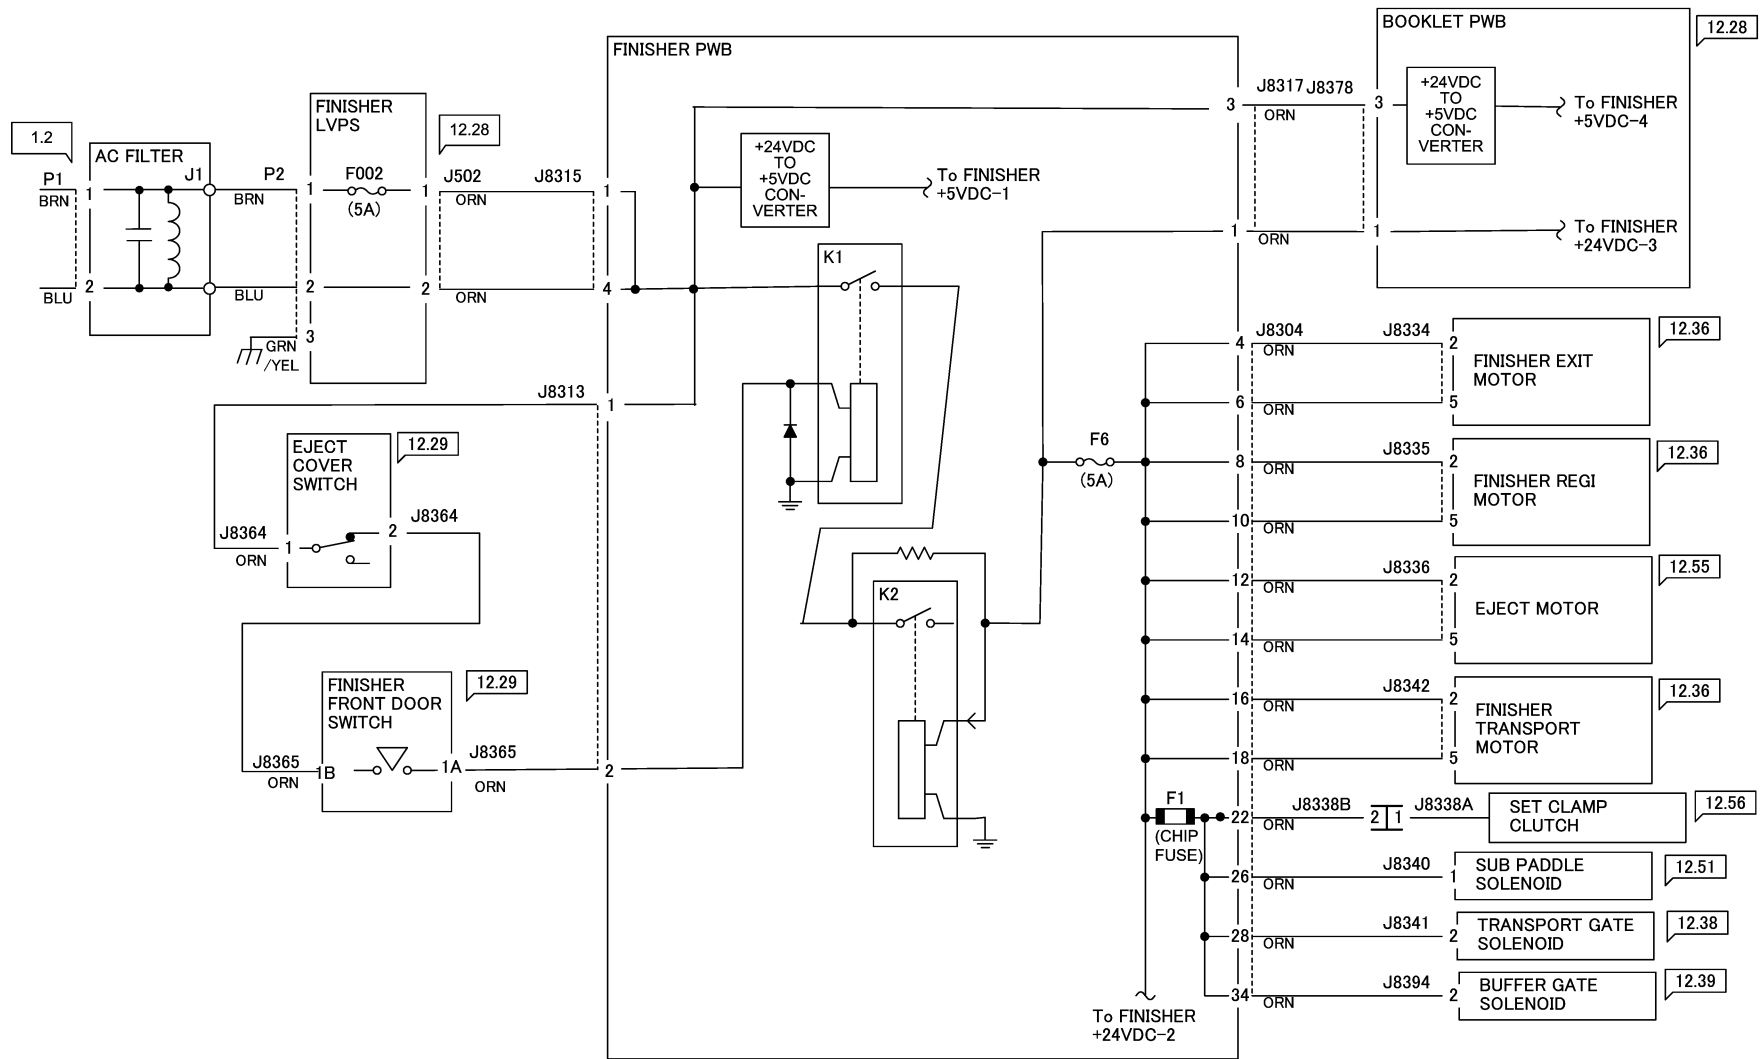 BOOKLET PWB
12.28
FINISHER PWB
J8317 J8378
3
ORN
3
+24VDC
TO
+5VDC
CON-
VERTER
To FINISHER
+5VDC-4
1
ORN
1
To FINISHER
+24VDC-3
1.2
AC FILTER
P1
1
BRN
2
BLU
J1
BRN
P2
BLU
GRN
/YEL
FINISHER
LVPS
12.28
1
F002
(5A)
1
2
2
3
J502
ORN
J8315
1
ORN
4
+24VDC
TO
+5VDC
CON-
VERTER
To FINISHER
+5VDC-1
K1
J8313
1
EJECT
COVER
SWITCH
12.29
J8364
ORN
1
2
J8364
FINISHER
FRONT DOOR
SWITCH
12.29
J8365
ORN
1B
1A
J8365
ORN
2
K2
F6
(5A)
4
J8304
ORN
J8334
2
FINISHER EXIT
MOTOR
12.36
6
ORN
5
8
ORN
J8335
2
FINISHER REGI
MOTOR
12.36
10
ORN
5
12
ORN
J8336
2
EJECT MOTOR
12.55
14
ORN
5
16
ORN
J8342
2
FINISHER
TRANSPORT
MOTOR
12.36
18
ORN
5
F1
(CHIP
FUSE)
22
ORN
J8338B
2
1
J8338A
SET CLAMP
CLUTCH
12.56
26
ORN
J8340
1
SUB PADDLE
SOLENOID
12.51
28
ORN
J8341
2
TRANSPORT GATE
SOLENOID
12.38
34
ORN
J8394
2
BUFFER GATE
SOLENOID
12.39
To FINISHER
+24VDC-2